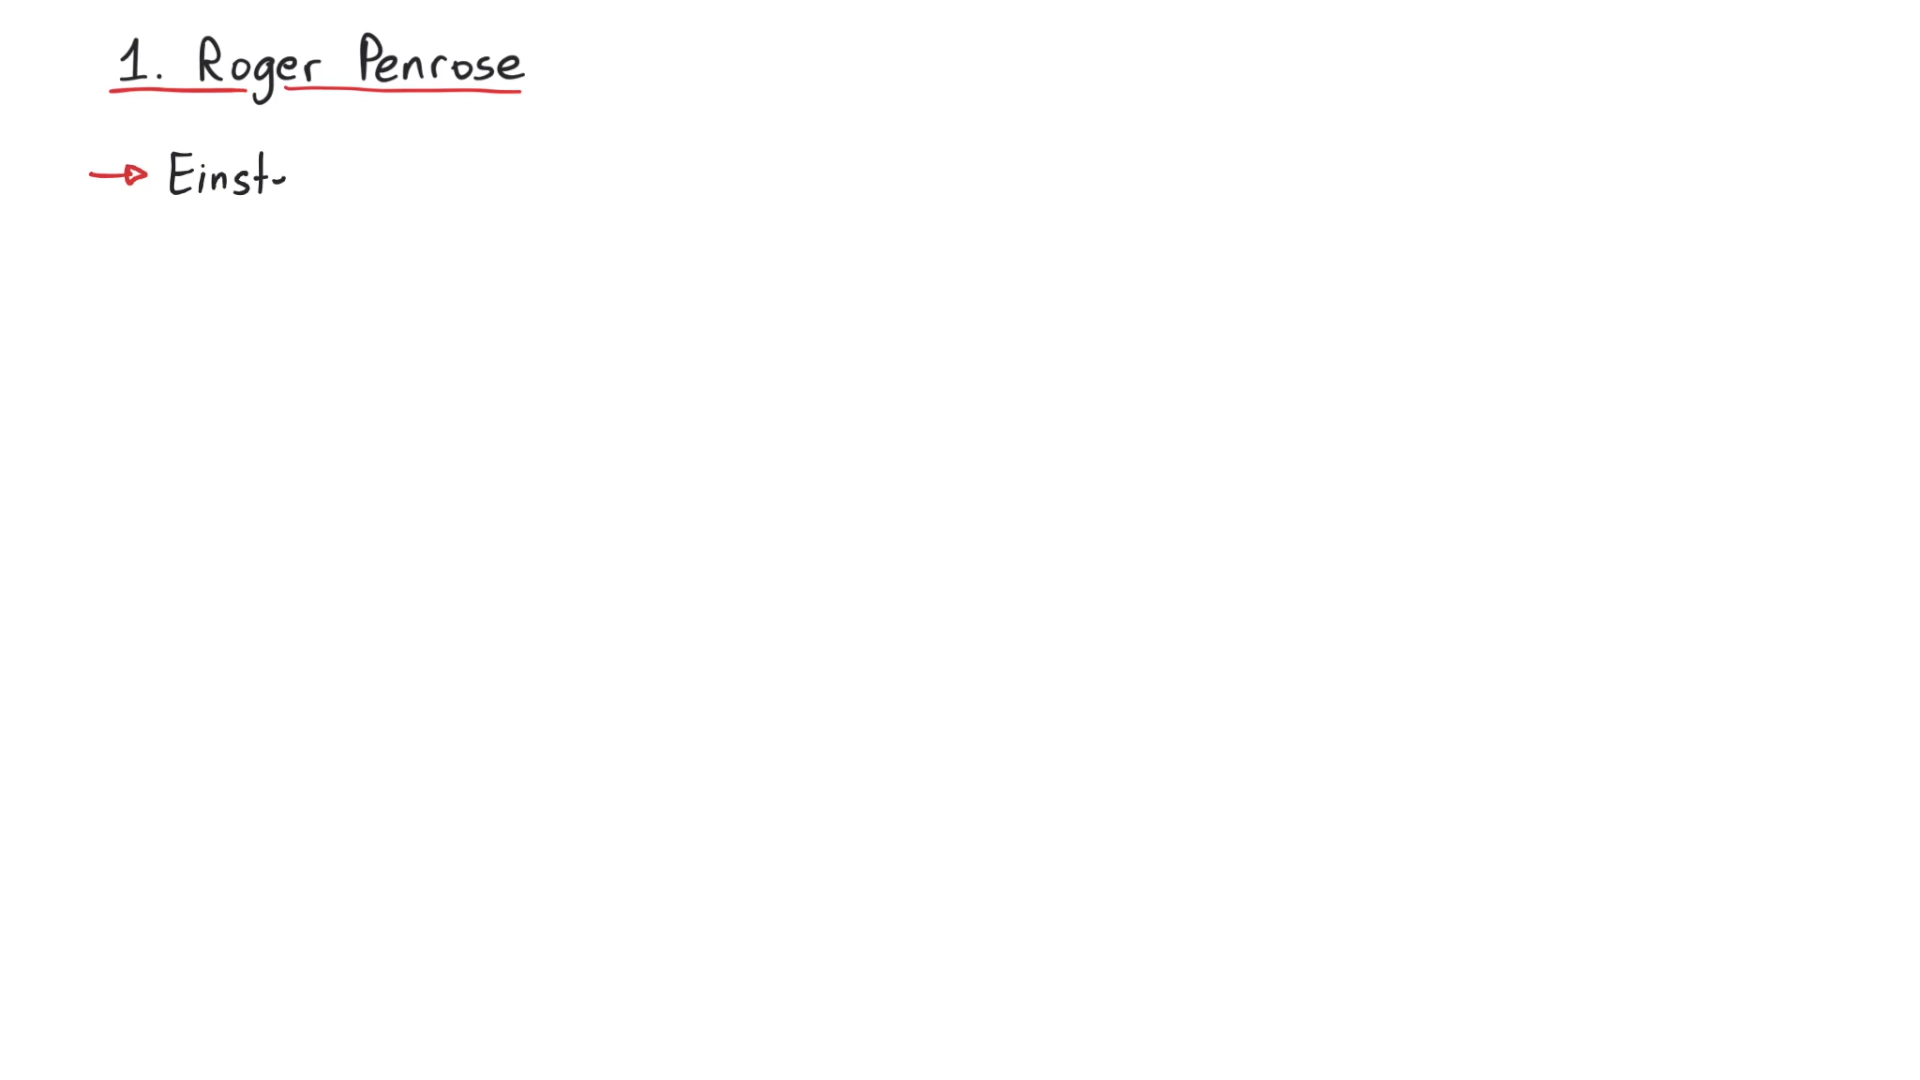 1. Roger Penrose
→ Einst-